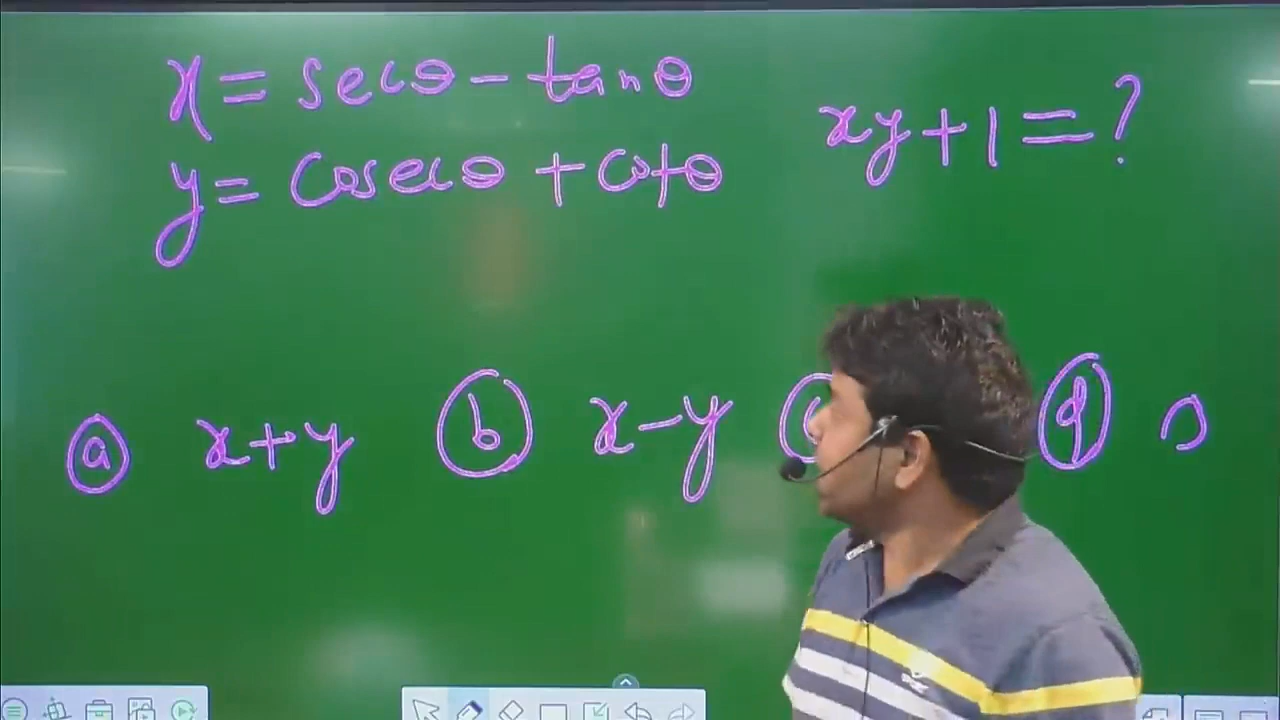 x = secθ - tanθ
y = cosecθ + cotθ
xy + 1 = ?
a x+y b x-y c d 0